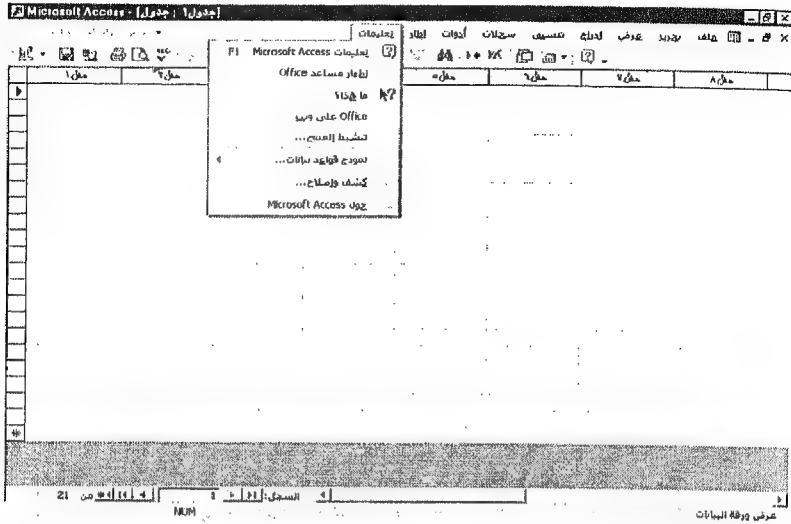 Microsoft Access - [جدول١ : جدول]
ملف تحرير عرض إدراج تنسيق سجلات أدوات إطار تعليمات
تعليمات Microsoft Access F1
إظهار مساعد Office
ما هذا؟
Office على ويب
تنشيط المنتج...
نموذج قواعد بيانات...
كشف وإصلاح...
حول Microsoft Access
حقل١ حقل٢ حقل٥ حقل٦ حقل٧ حقل٨
السجل: 1 من 21
عرض ورقة البيانات
NUM